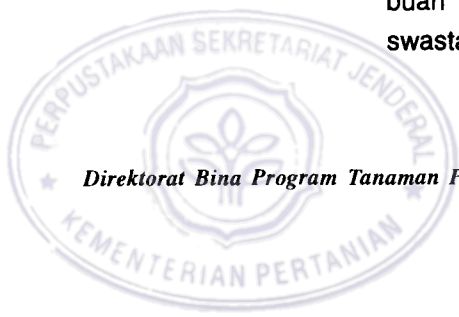 buah
swasta
PERPUSTAKAAN SEKRETARIAT JENDERAL
Direktorat Bina Program Tanaman P
KEMENTERIAN PERTANIAN